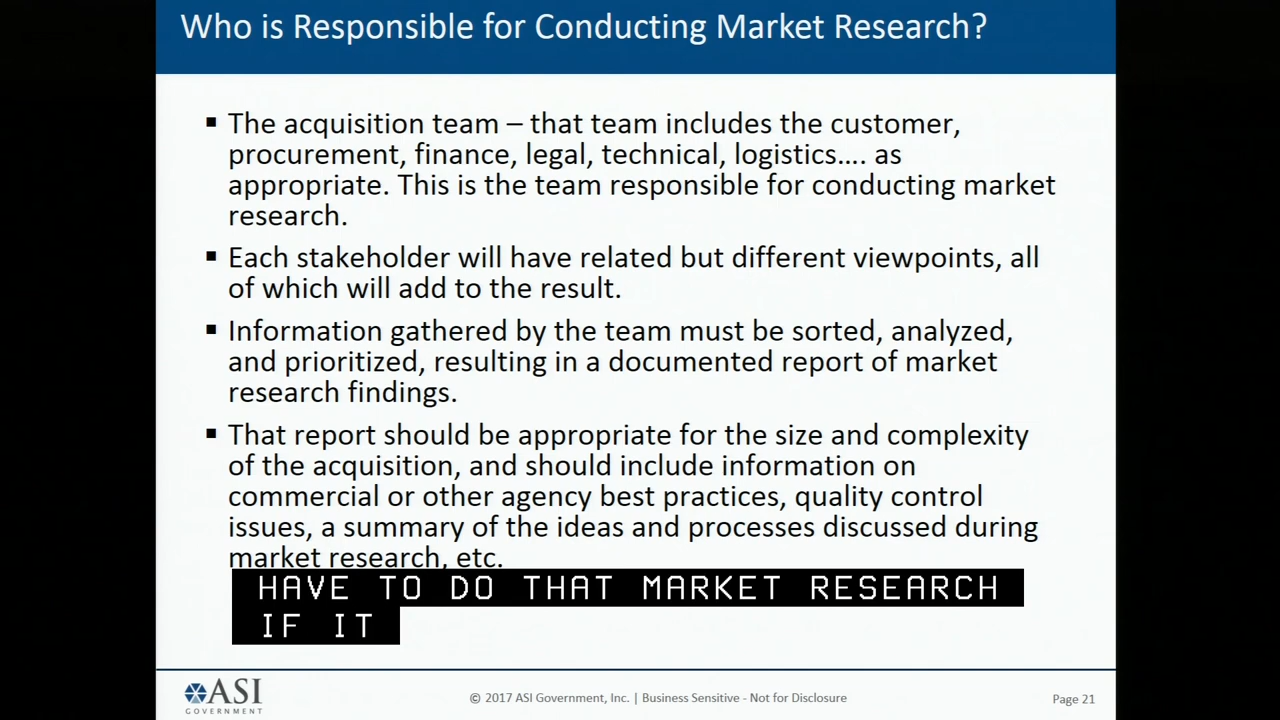 Who is Responsible for Conducting Market Research?
▪ The acquisition team – that team includes the customer,
procurement, finance, legal, technical, logistics…. as
appropriate. This is the team responsible for conducting market
research.
▪ Each stakeholder will have related but different viewpoints, all
of which will add to the result.
▪ Information gathered by the team must be sorted, analyzed,
and prioritized, resulting in a documented report of market
research findings.
▪ That report should be appropriate for the size and complexity
of the acquisition, and should include information on
commercial or other agency best practices, quality control
issues, a summary of the ideas and processes discussed during
market research, etc.
HAVE TO DO THAT MARKET RESEARCH
IF IT
ASI
GOVERNMENT
© 2017 ASI Government, Inc. | Business Sensitive - Not for Disclosure
Page 21